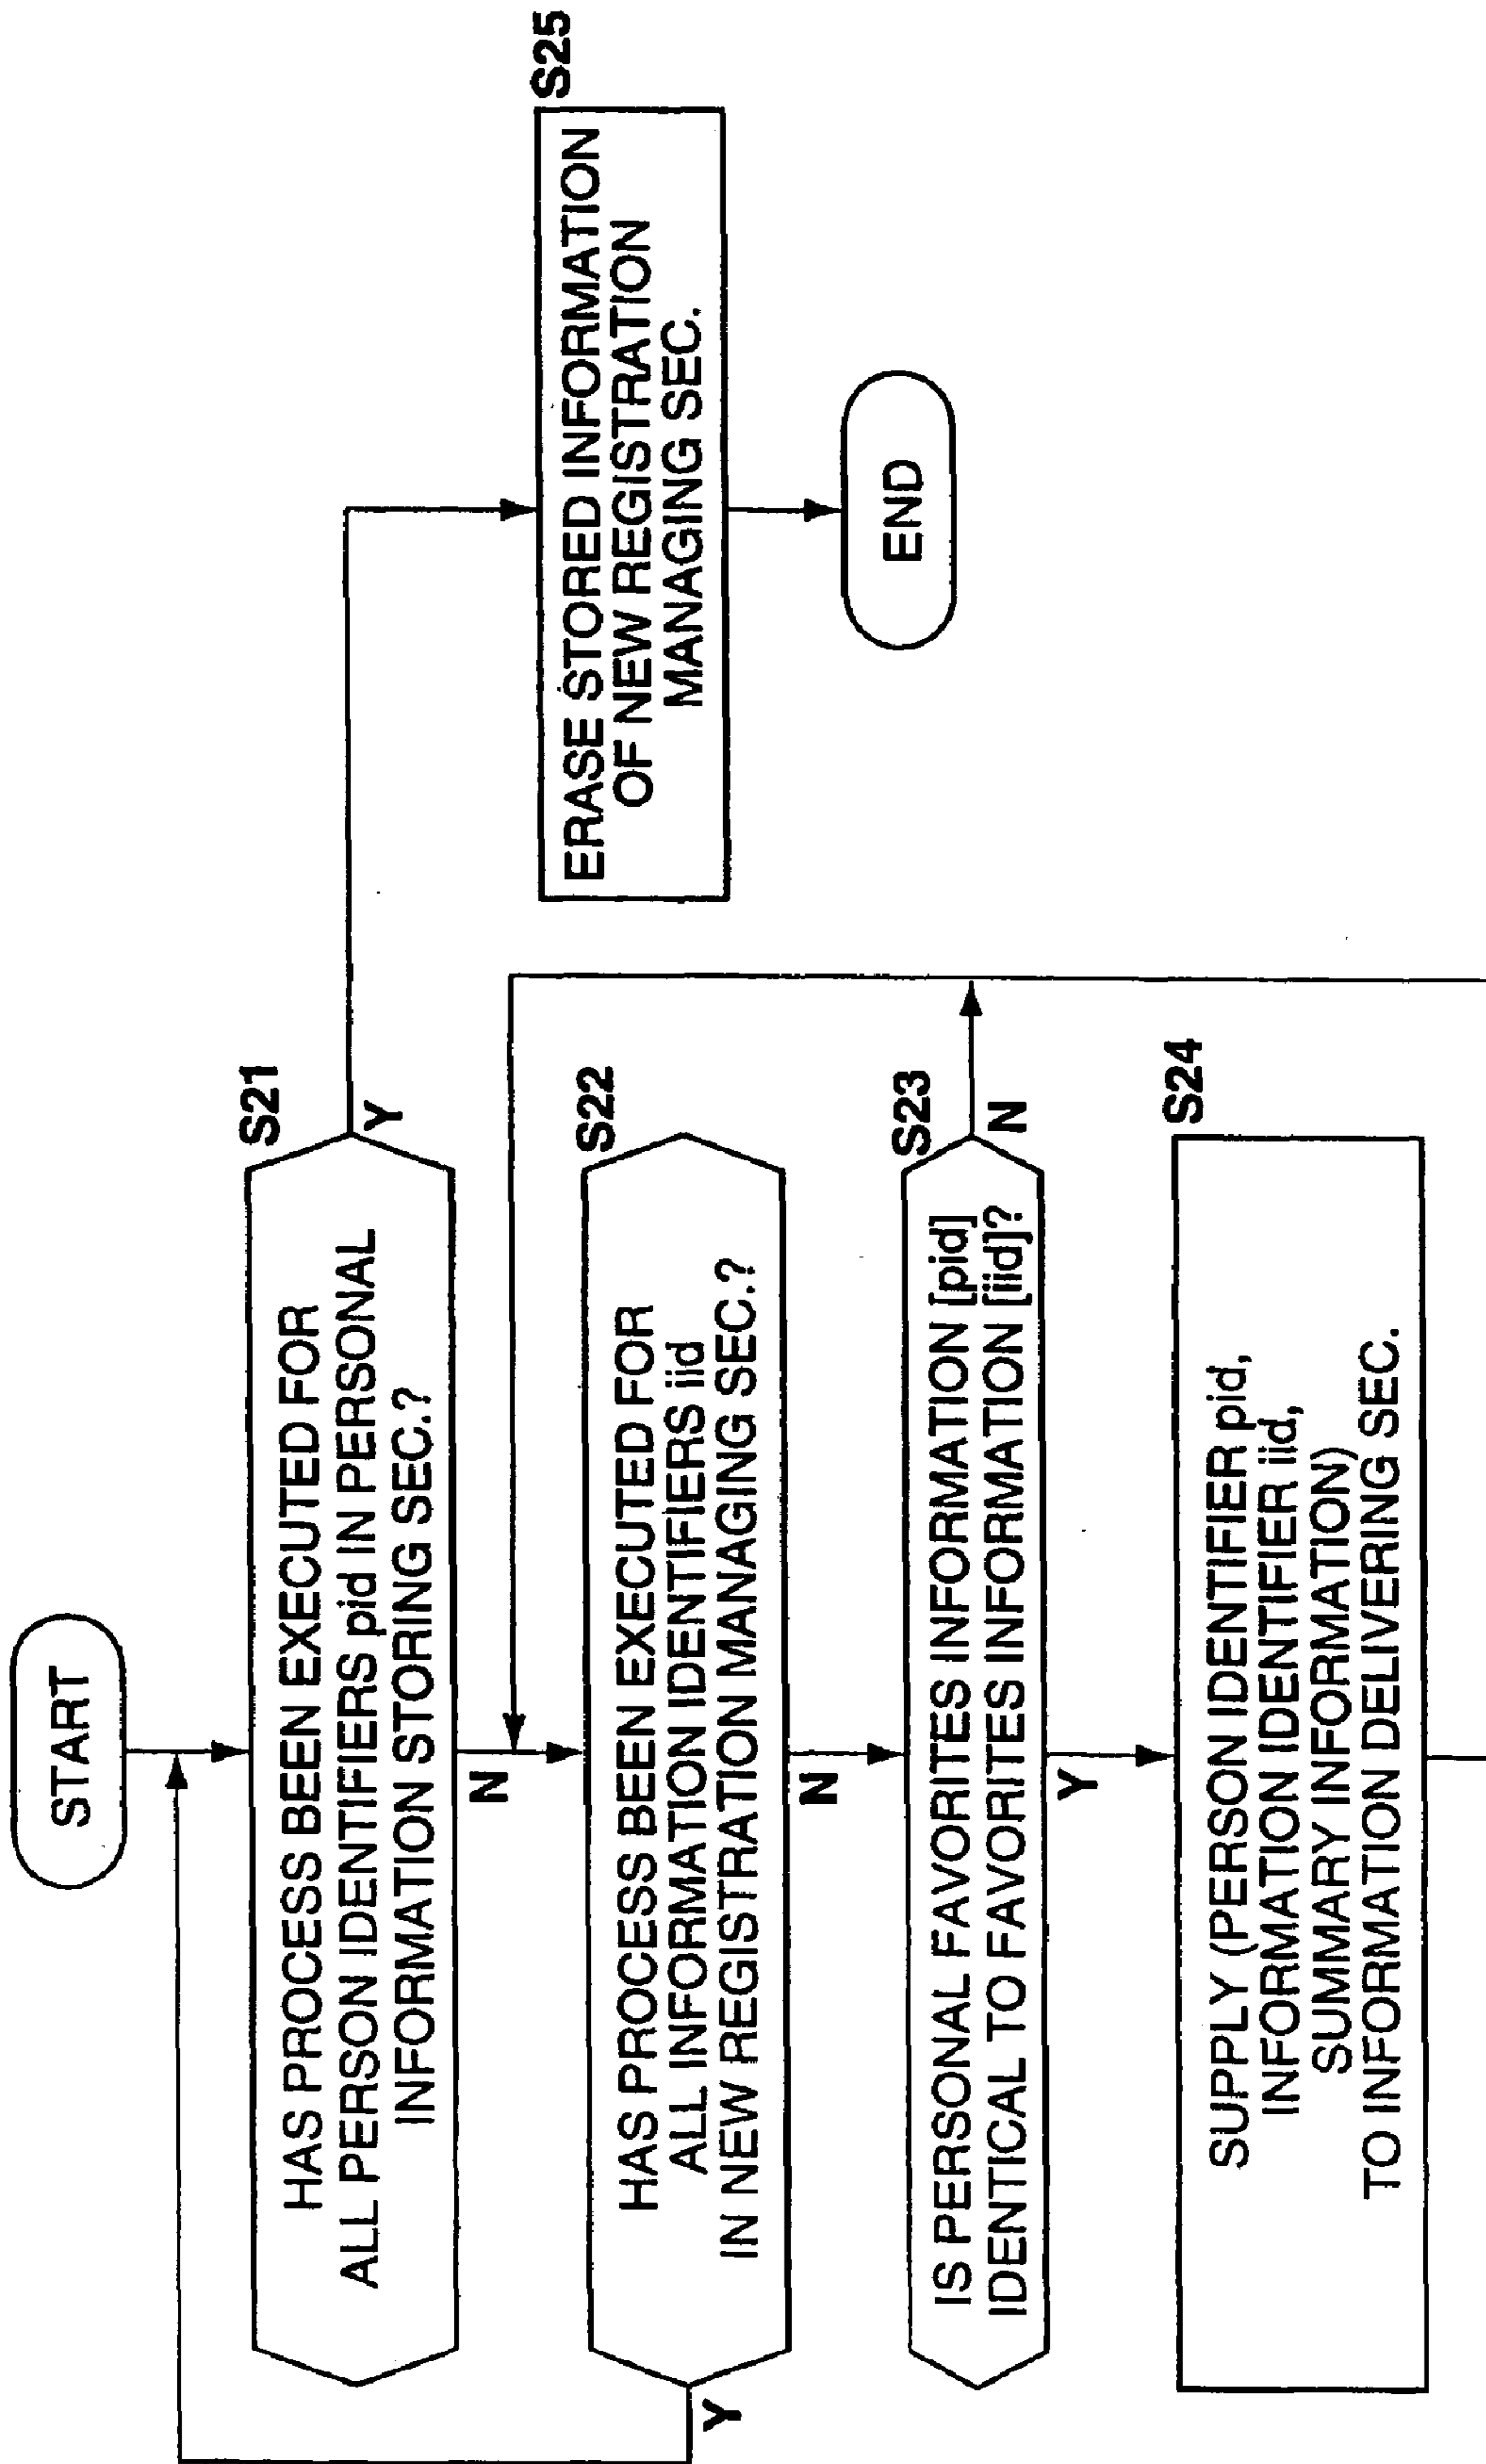 START
S21
HAS PROCESS BEEN EXECUTED FOR
ALL PERSON IDENTIFIERS pid IN PERSONAL
INFORMATION STORING SEC.?
Y
N
S22
HAS PROCESS BEEN EXECUTED FOR
ALL INFORMATION IDENTIFIERS iid
IN NEW REGISTRATION MANAGING SEC.?
Y
N
S23
IS PERSONAL FAVORITES INFORMATION [pid]
IDENTICAL TO FAVORITES INFORMATION [iid]?
N
Y
S24
SUPPLY (PERSON IDENTIFIER pid,
INFORMATION IDENTIFIER iid,
SUMMARY INFORMATION)
TO INFORMATION DELIVERING SEC.
S25
ERASE STORED INFORMATION
OF NEW REGISTRATION
MANAGING SEC.
END